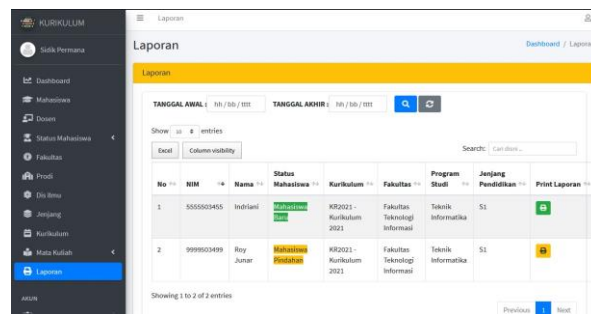 KURIKULUM
Laporan
Sidik Permana
Laporan
Dashboard / Lapora
Dashboard
Mahasiswa
Dosen
Status Mahasiswa
Fakultas
Prodi
Dis Ilmu
Jenjang
Kurikulum
Mata Kuliah
Laporan
AKUN
Laporan
TANGGAL AWAL : hh / bb / tttt TANGGAL AKHIR : hh / bb / tttt
Show 10 entries
Excel Column visibility Search: Cari disini...
No NIM Nama Status Mahasiswa Kurikulum Fakultas Program Studi Jenjang Pendidikan Print Laporan
1 5555503455 Indriani Mahasiswa Baru KR2021 - Kurikulum 2021 Fakultas Teknologi Informasi Teknik Informatika S1
2 9999503499 Roy Junar Mahasiswa Pindahan KR2021 - Kurikulum 2021 Fakultas Teknologi Informasi Teknik Informatika S1
Showing 1 to 2 of 2 entries
Previous 1 Next